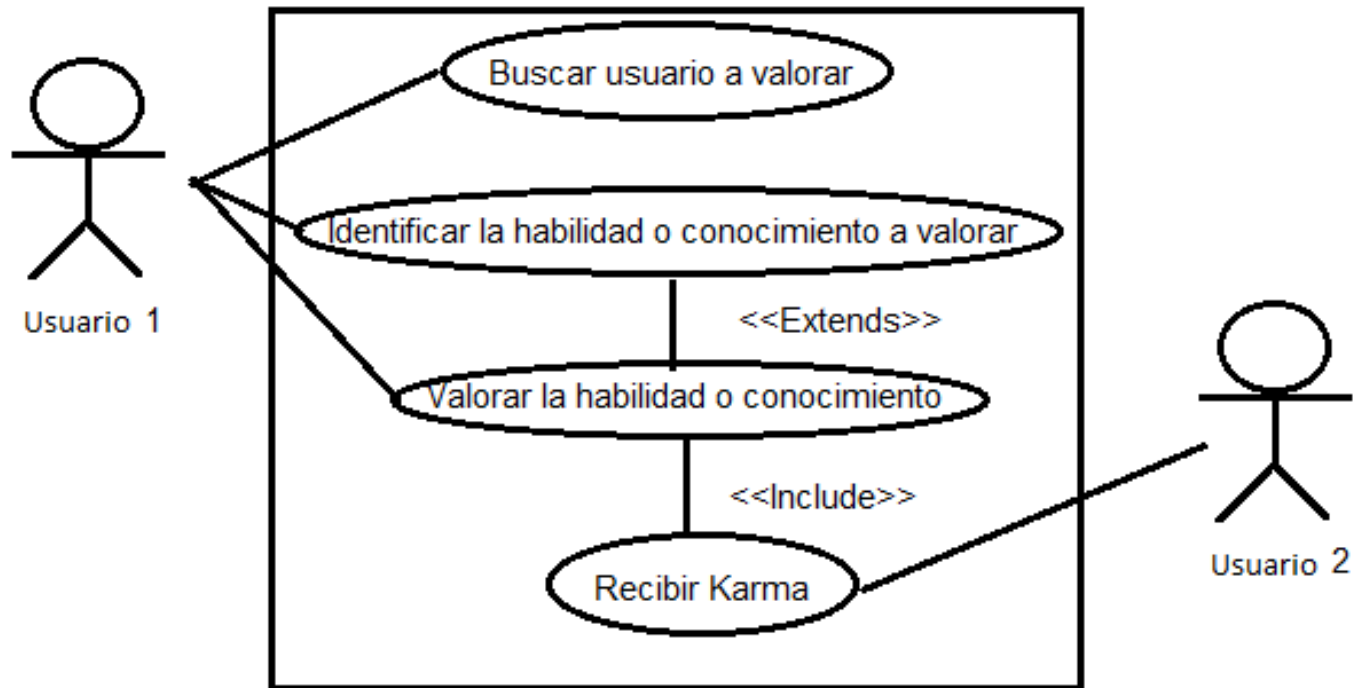 Buscar usuario a valorar
Identificar la habilidad o conocimiento a valorar
Usuario 1
<<Extends>>
Valorar la habilidad o conocimiento
<<Include>>
Recibir Karma
Usuario 2